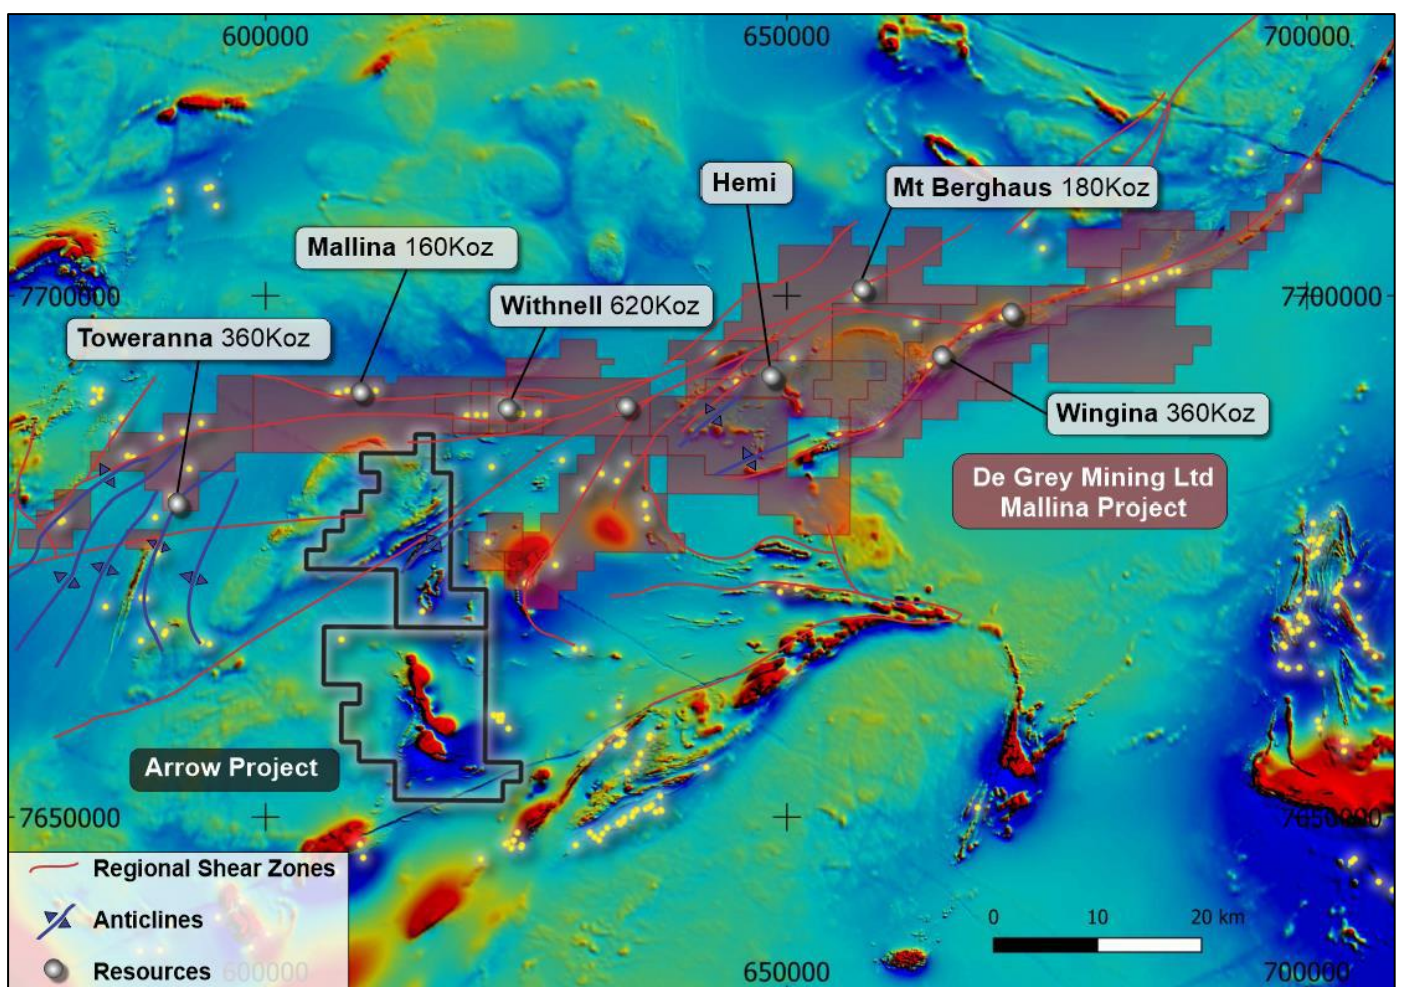 600000
650000
700000
Hemi
Mt Berghaus 180Koz
Mallina 160Koz
7700000
7700000
Withnell 620Koz
Toweranna 360Koz
Wingina 360Koz
De Grey Mining Ltd
Mallina Project
Arrow Project
7650000
7650000
Regional Shear Zones
Anticlines
Resources
0 10 20 km
600000
650000
700000